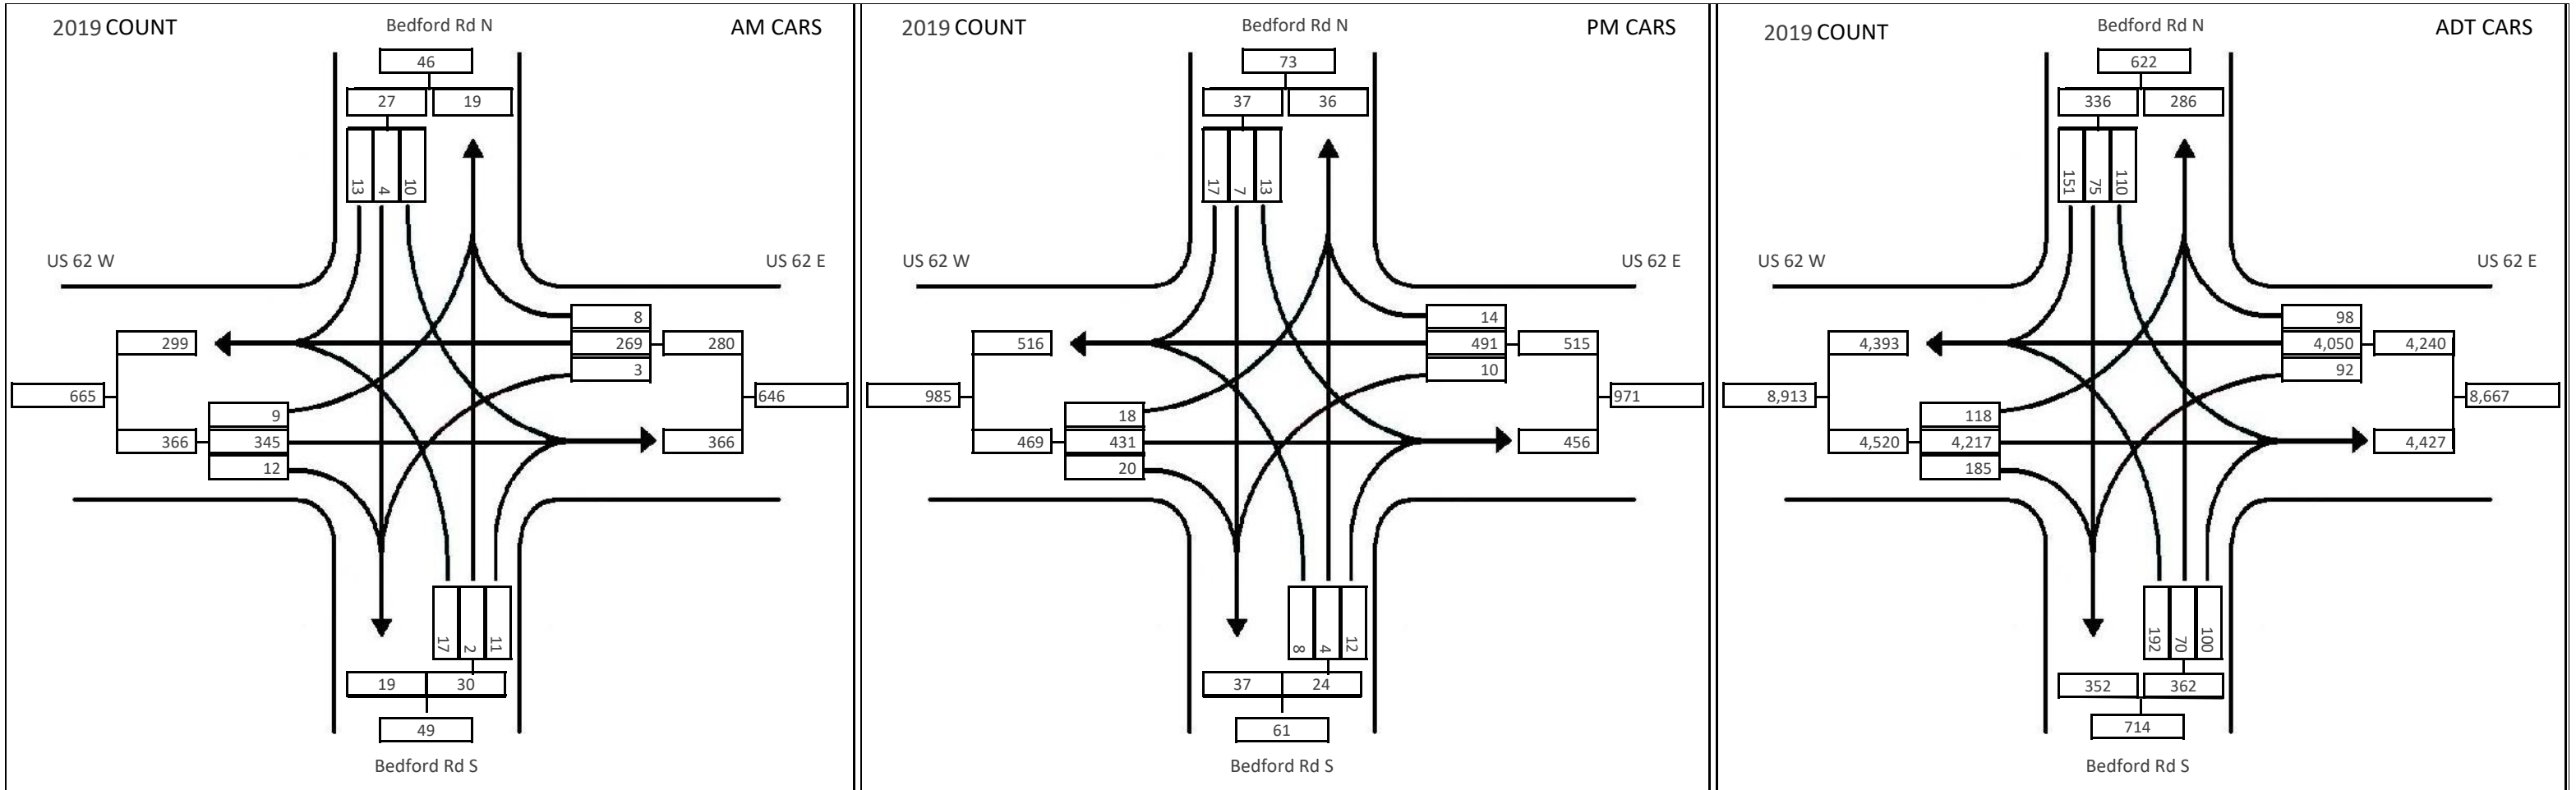 2019 COUNT
Bedford Rd N
AM CARS
46
27 19
13 4 10
US 62 W
US 62 E
8
299 269 280
3
665 646
9
366 345 366
12
17 2 11
19 30
49
Bedford Rd S
2019 COUNT
Bedford Rd N
PM CARS
73
37 36
17 7 13
US 62 W
US 62 E
14
516 491 515
10
985 971
18
469 431 456
20
8 4 12
37 24
61
Bedford Rd S
2019 COUNT
Bedford Rd N
ADT CARS
622
336 286
151 75 110
US 62 W
US 62 E
98
4,393 4,050 4,240
92
8,913 8,667
118
4,520 4,217 4,427
185
192 70 100
352 362
714
Bedford Rd S